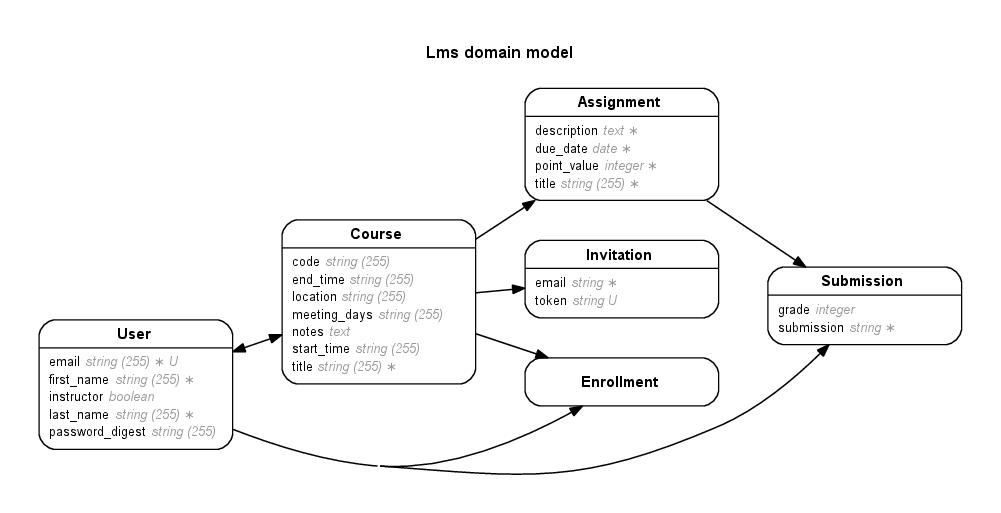 Lms domain model
Assignment
description text ∗
due_date date ∗
point_value integer ∗
title string (255) ∗
Course
code string (255)
end_time string (255)
location string (255)
meeting_days string (255)
notes text
start_time string (255)
title string (255) ∗
Invitation
email string ∗
token string U
Submission
grade integer
submission string ∗
User
email string (255) ∗ U
first_name string (255) ∗
instructor boolean
last_name string (255) ∗
password_digest string (255)
Enrollment